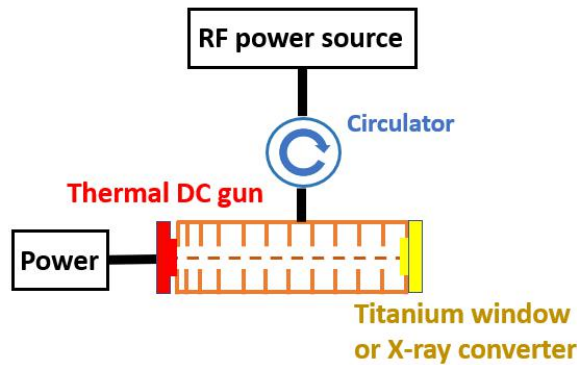 RF power source
Circulator
Thermal DC gun
Power
Titanium window
or X-ray converter